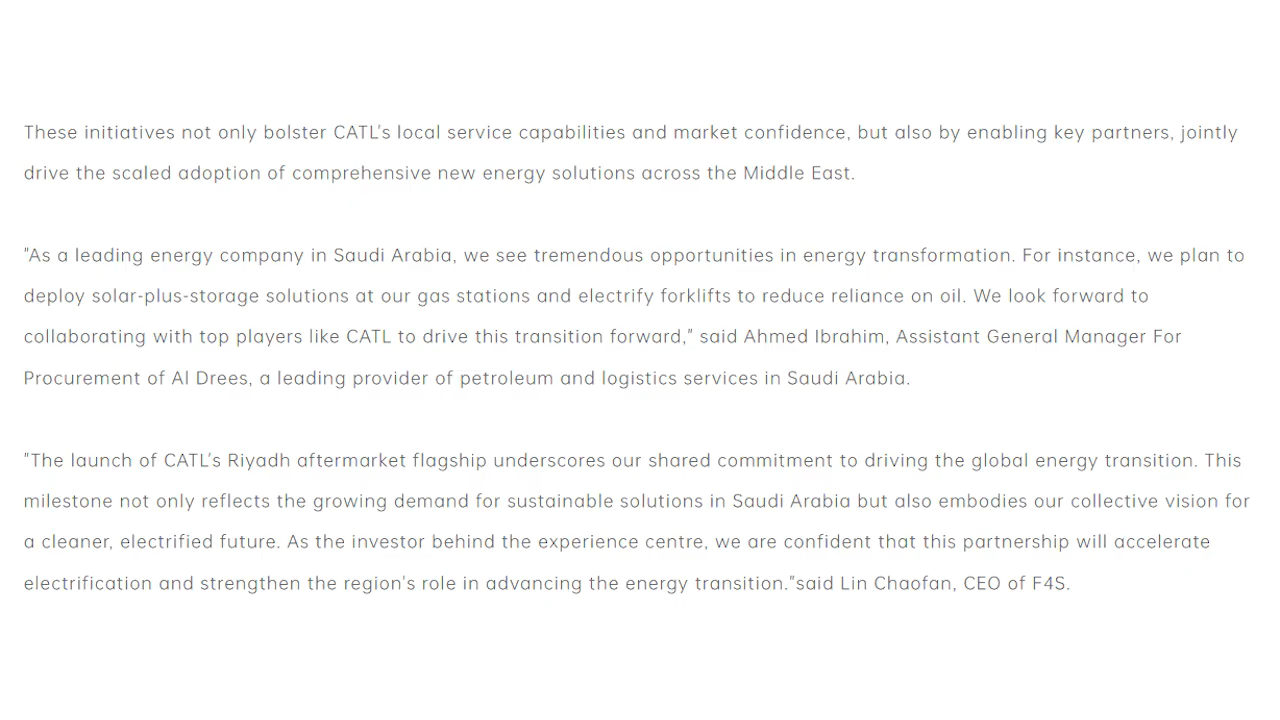 These initiatives not only bolster CATL's local service capabilities and market confidence, but also by enabling key partners, jointly
drive the scaled adoption of comprehensive new energy solutions across the Middle East.
"As a leading energy company in Saudi Arabia, we see tremendous opportunities in energy transformation. For instance, we plan to
deploy solar-plus-storage solutions at our gas stations and electrify forklifts to reduce reliance on oil. We look forward to
collaborating with top players like CATL to drive this transition forward," said Ahmed Ibrahim, Assistant General Manager For
Procurement of Al Drees, a leading provider of petroleum and logistics services in Saudi Arabia.
"The launch of CATL's Riyadh aftermarket flagship underscores our shared commitment to driving the global energy transition. This
milestone not only reflects the growing demand for sustainable solutions in Saudi Arabia but also embodies our collective vision for
a cleaner, electrified future. As the investor behind the experience centre, we are confident that this partnership will accelerate
electrification and strengthen the region's role in advancing the energy transition."said Lin Chaofan, CEO of F4S.